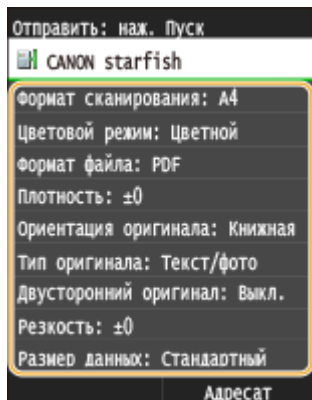 Отправить: наж. Пуск
CANON starfish
Формат сканирования: A4
Цветовой режим: Цветной
Формат файла: PDF
Плотность: ±0
Ориентация оригинала: Книжная
Тип оригинала: Текст/фото
Двусторонний оригинал: Выкл.
Резкость: ±0
Размер данных: Стандартный
Адресат